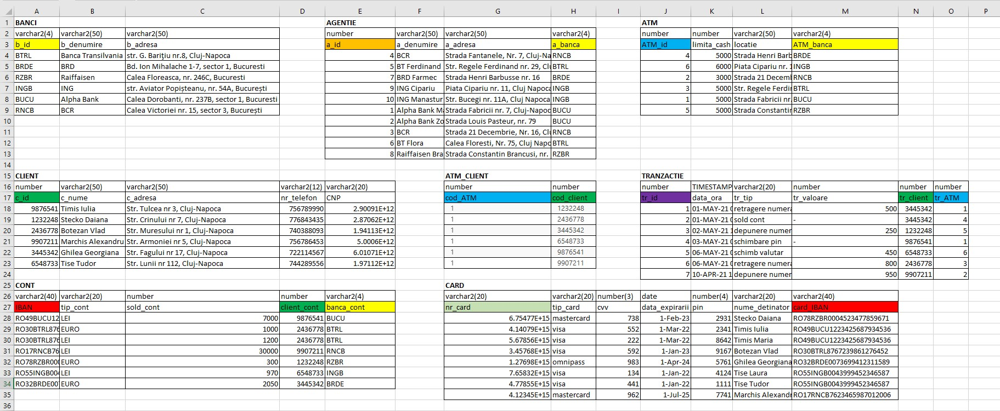 A B C D E F G H I J K L M N O P
1 BANCI AGENTIE ATM
2 varchar2(4) varchar2(50) varchar2(50) number varchar2(50) varchar2(50) varchar2(4) number number varchar2(50) varchar2(4)
3 b_id b_denumire b_adresa a_id a_denumire a_adresa a_banca ATM_id limita_cash locatie ATM_banca
4 BTRL Banca Transilvania str. G. Bariţiu nr.8, Cluj-Napoca 4 BCR Strada Fantanele, Nr. 7, Cluj-Na RNCB 4 5000 Strada Henri Barb BRDE
5 BRDE BRD Bd. Ion Mihalache 1-7, sector 1, Bucuresti 5 BT Ferdinand Str. Regele Ferdinand nr. 29, Clu BTRL 6 6000 Piata Cipariu nr. 1 INGB
6 RZBR Raiffaisen Calea Floreasca, nr. 246C, Bucuresti 7 BRD Farmec Strada Henri Barbusse nr. 16 BRDE 2 3000 Strada 21 Decemb RNCB
7 INGB ING str. Aviator Popișteanu, nr. 54A, București 9 ING Cipariu Piata Cipariu nr. 11, Cluj Napoca INGB 3 5000 Str. Regele Ferdin BTRL
8 BUCU Alpha Bank Calea Dorobanti, nr. 237B, sector 1, Bucuresti 10 ING Manastur Str. Bucegi nr. 11A, Cluj Napoca INGB 1 5000 Strada Fabricii nr. BUCU
9 RNCB BCR Calea Victoriei nr. 15, sector 3, București 1 Alpha Bank Ma Strada Fabricii nr. 7, Cluj-Napoc BUCU 5 5000 Strada Constantin RZBR
10 2 Alpha Bank Zo Strada Louis Pasteur, nr. 79 BUCU
11 3 BCR Strada 21 Decembrie, Nr. 16, Clu RNCB
12 6 BT Flora Calea Floresti, Nr. 75, Cluj Napo BTRL
13 8 Raiffaisen Bra Strada Constantin Brancusi, nr. RZBR
14
15 CLIENT ATM_CLIENT TRANZACTIE
16 number varchar2(50) varchar2(50) varchar2(12) varchar2(20) number number number TIMESTAMP varchar2(20) number number number
17 c_id c_nume c_adresa nr_telefon CNP cod_ATM cod_client tr_id data_ora tr_tip tr_valoare tr_client tr_ATM
18 9876541 Timis Iulia Str. Tulcea nr 3, Cluj-Napoca 756789990 2.90091E+12 1 1232248 1 01-MAY-21 0 retragere numera 500 3445342 1
19 1232248 Stecko Daiana Str. Crinului nr 7, Cluj-Napoca 776843435 2.87062E+12 1 2436778 2 01-MAY-21 0 sold cont - 3445342 4
20 2436778 Botezan Vlad Str. Muresului nr 1, Cluj-Napoca 740388093 1.94113E+12 1 3445342 3 02-MAY-21 1 depunere numer 250 1232248 5
21 9907211 Marchis Alexandru Str. Armoniei nr 5, Cluj-Napoca 756786453 5.0006E+12 1 6548733 4 03-MAY-21 0 schimbare pin - 9876541 1
22 3445342 Ghilea Georgiana Str. Fagului nr 17, Cluj-Napoca 722114567 6.01071E+12 1 9876541 5 06-MAY-21 0 schimb valutar 450 6548733 6
23 6548733 Tise Tudor Str. Lunii nr 112, Cluj-Napoca 744289556 1.97112E+12 1 9907211 6 06-MAY-21 0 retragere numera 800 2436778 3
24 7 10-APR-21 1 depunere numer 950 9907211 2
25 CONT CARD
26 varchar2(40) varchar2(20) number number varchar2(4) varchar2(20) varchar2(20) number(3) date number(4) varchar2(20) varchar2(40)
27 IBAN tip_cont sold_cont client_cont banca_cont nr_card tip_card cvv data_expirarii pin nume_detinator card_IBAN
28 RO49BUCU12 LEI 7000 9876541 BUCU 6.75477E+15 mastercard 738 1-Feb-23 2931 Stecko Daiana RO78RZBR0004523477859671
29 RO30BTRL876 EURO 1000 2436778 BTRL 4.14079E+15 visa 552 1-Mar-22 2341 Timis Iulia RO49BUCU1223425687934536
30 RO30BTRL876 LEI 1200 2436778 BTRL 5.67856E+15 visa 222 1-Mar-22 8642 Timis Maria RO49BUCU1223425687934536
31 RO17RNCB76 LEI 30000 9907211 RNCB 3.45768E+15 visa 592 1-Jan-23 9167 Botezan Vlad RO30BTRL8767239861276452
32 RO78RZBR000 EURO 300 1232248 RZBR 1.27698E+15 omnipass 983 1-Apr-24 5761 Ghilea Georgiana RO32BRDE0073699412311589
33 RO55INGB004 LEI 970 6548733 INGB 7.65832E+15 visa 134 1-Jan-22 4124 Tise Laura RO55INGB0043999452346587
34 RO32BRDE007 EURO 2050 3445342 BRDE 4.77855E+15 visa 441 1-Jan-22 1111 Tise Tudor RO55INGB0043999452346587
35 4.12345E+15 mastercard 962 1-Jul-25 7741 Marchis Alexandr RO17RNCB7623465987012006
36